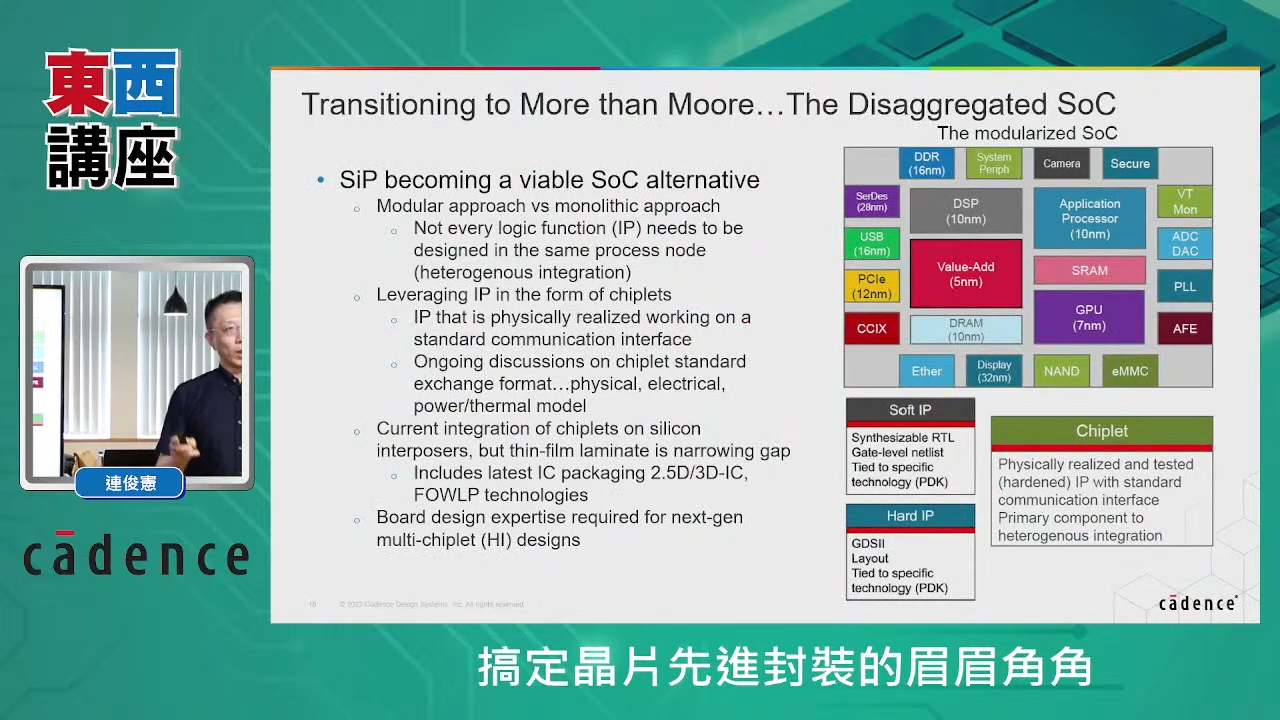 東西
講座
連俊憲
cādence
Transitioning to More than Moore…The Disaggregated SoC
• SiP becoming a viable SoC alternative
Modular approach vs monolithic approach
Not every logic function (IP) needs to be
designed in the same process node
(heterogenous integration)
Leveraging IP in the form of chiplets
IP that is physically realized working on a
standard communication interface
Ongoing discussions on chiplet standard
exchange format…physical, electrical,
power/thermal model
Current integration of chiplets on silicon
interposers, but thin-film laminate is narrowing gap
Includes latest IC packaging 2.5D/3D-IC,
FOWLP technologies
Board design expertise required for next-gen
multi-chiplet (HI) designs
The modularized SoC
DDR
(16nm)
System
Periph
Camera
Secure
SerDes
(28nm)
DSP
(10nm)
Application
Processor
(10nm)
VT
Mon
USB
(16nm)
Value-Add
(5nm)
ADC
DAC
PCIe
(12nm)
SRAM
PLL
CCIX
DRAM
(10nm)
GPU
(7nm)
AFE
Ether
Display
(32nm)
NAND
eMMC
Soft IP
Synthesizable RTL
Gate-level netlist
Tied to specific
technology (PDK)
Hard IP
GDSII
Layout
Tied to specific
technology (PDK)
Chiplet
Physically realized and tested
(hardened) IP with standard
communication interface
Primary component to
heterogenous integration
© 2023 Cadence Design Systems, Inc. All rights reserved.
cādence
搞定晶片先進封裝的眉眉角角